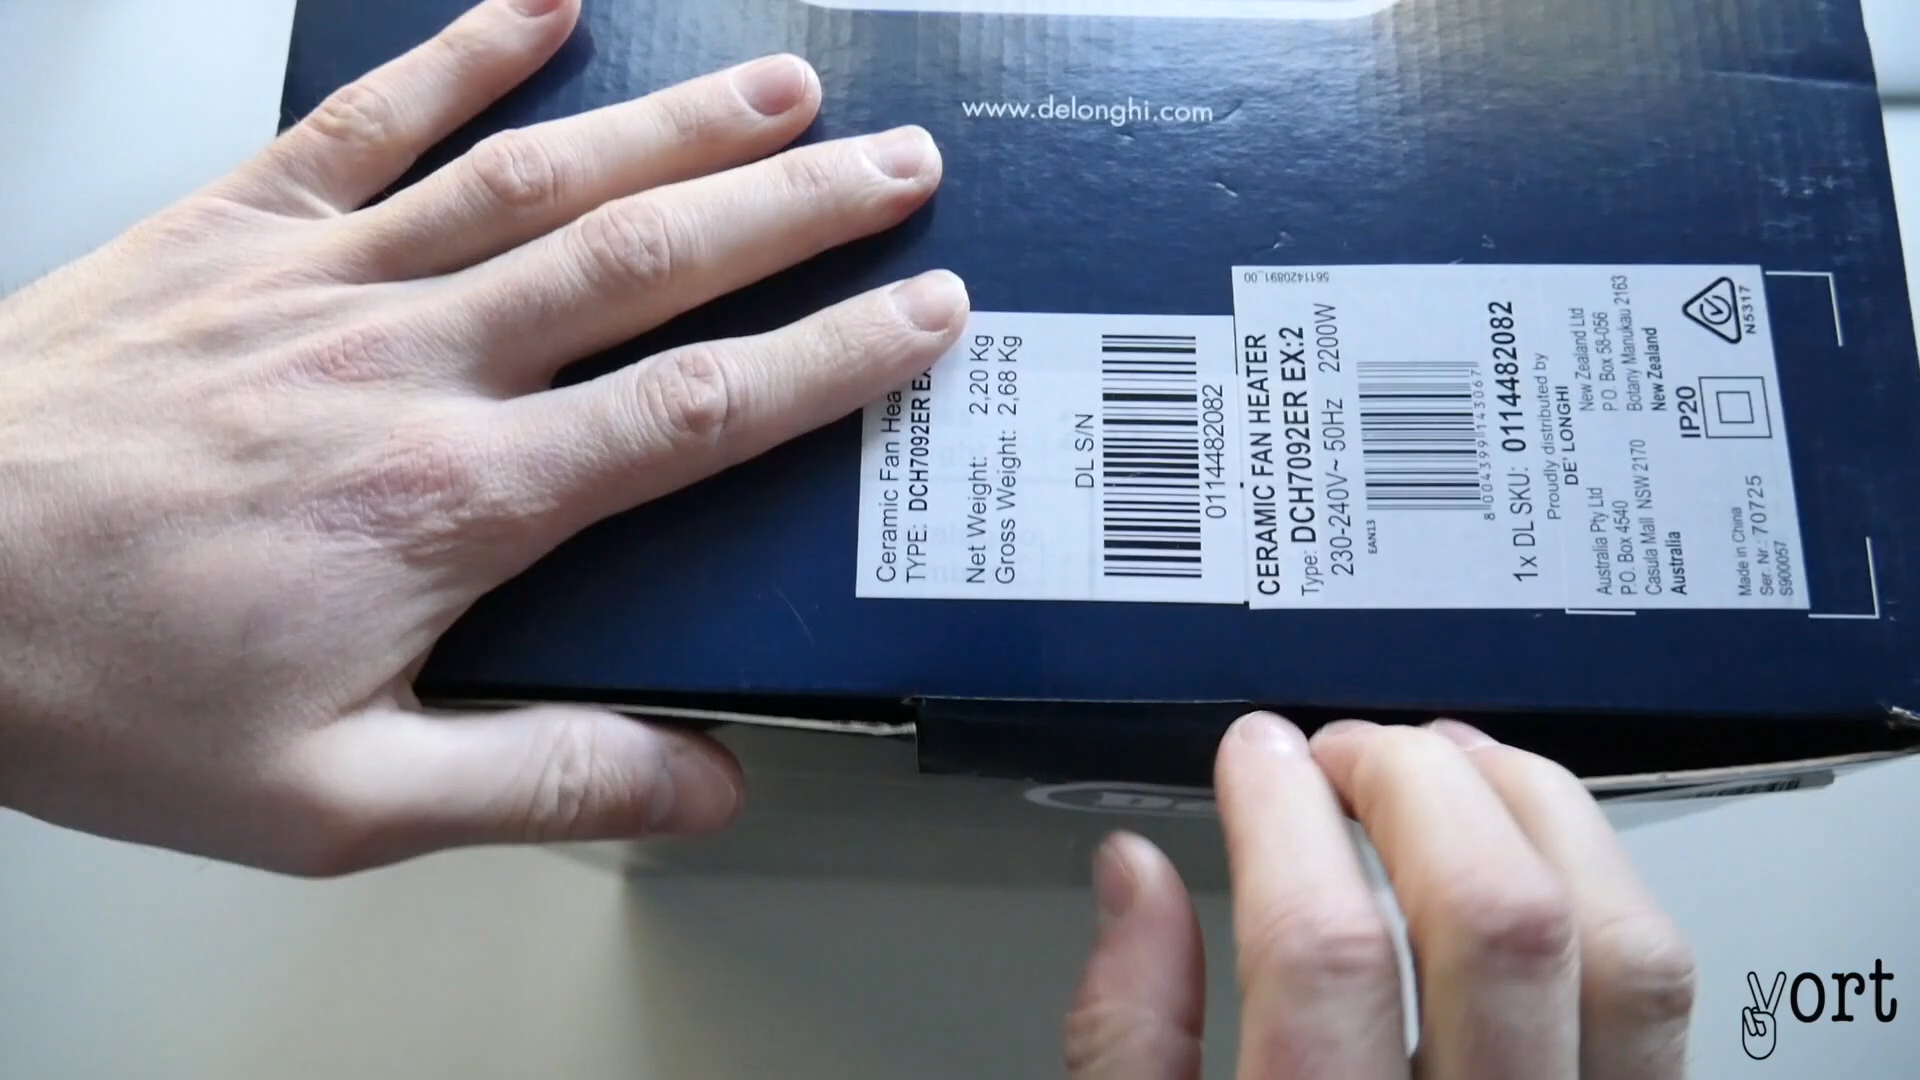 www.delonghi.com
Ceramic Fan Hea
TYPE: DCH7092ER EX
Net Weight: 2,20 Kg
Gross Weight: 2,68 Kg
DL S/N
0114482082
5611420891_00
CERAMIC FAN HEATER
Type: DCH7092ER EX:2
230-240V~ 50Hz 2200W
EAN13
8 004399 143067
1x DL SKU: 0114482082
Proudly distributed by
DE' LONGHI
Australia Pty Ltd
P.O. Box 4540
Casula Mall NSW 2170
Australia
New Zealand Ltd
P.O. Box 58-056
Botany Manukau 2163
New Zealand
IP20
N5317
Made in China
Ser. Nr.: 70725
S900057
Vort